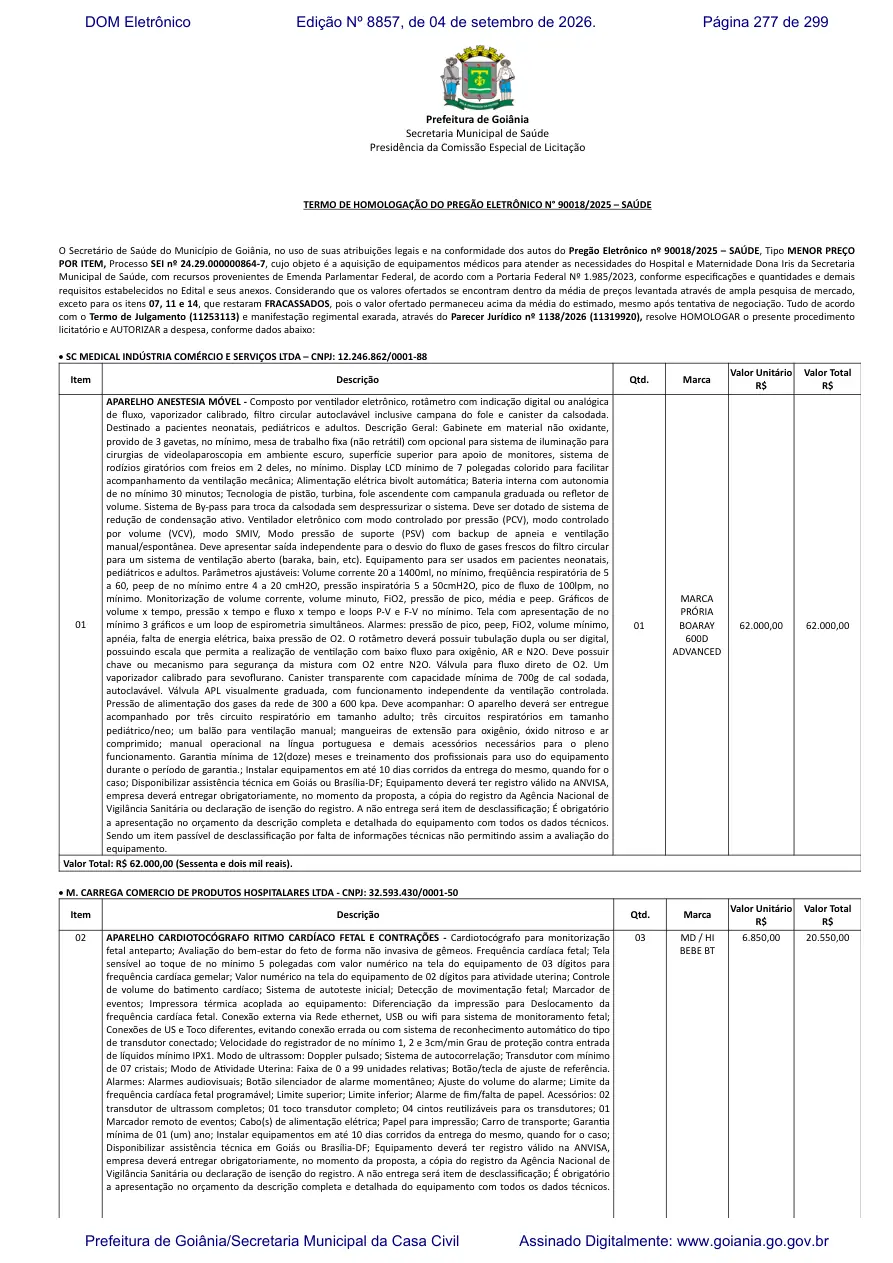 DOM Eletrônico Edição Nº 8857, de 04 de setembro de 2026. Página 277 de 299
Prefeitura de Goiânia
Secretaria Municipal de Saúde
Presidência da Comissão Especial de Licitação
TERMO DE HOMOLOGAÇÃO DO PREGÃO ELETRÔNICO N° 90018/2025 – SAÚDE
O Secretário de Saúde do Município de Goiânia, no uso de suas atribuições legais e na conformidade dos autos do Pregão Eletrônico nº 90018/2025 – SAÚDE, Tipo MENOR PREÇO
POR ITEM, Processo SEI nº 24.29.000000864-7, cujo objeto é a aquisição de equipamentos médicos para atender as necessidades do Hospital e Maternidade Dona Iris da Secretaria
Municipal de Saúde, com recursos provenientes de Emenda Parlamentar Federal, de acordo com a Portaria Federal Nº 1.985/2023, conforme especificações e quantidades e demais
requisitos estabelecidos no Edital e seus anexos. Considerando que os valores ofertados se encontram dentro da média de preços levantada através de ampla pesquisa de mercado,
exceto para os itens 07, 11 e 14, que restaram FRACASSADOS, pois o valor ofertado permaneceu acima da média do estimado, mesmo após tentativa de negociação. Tudo de acordo
com o Termo de Julgamento (11253113) e manifestação regimental exarada, através do Parecer Jurídico nº 1138/2026 (11319920), resolve HOMOLOGAR o presente procedimento
licitatório e AUTORIZAR a despesa, conforme dados abaixo:
• SC MEDICAL INDÚSTRIA COMÉRCIO E SERVIÇOS LTDA – CNPJ: 12.246.862/0001-88
Item Descrição Qtd. Marca Valor Unitário R$ Valor Total R$
APARELHO ANESTESIA MÓVEL - Composto por ventilador eletrônico, rotâmetro com indicação digital ou analógica
de fluxo, vaporizador calibrado, filtro circular autoclavável inclusive campana do fole e canister da calsodada.
Destinado a pacientes neonatais, pediátricos e adultos. Descrição Geral: Gabinete em material não oxidante,
provido de 3 gavetas, no mínimo, mesa de trabalho fixa (não retrátil) com opcional para sistema de iluminação para
cirurgias de videolaparoscopia em ambiente escuro, superfície superior para apoio de monitores, sistema de
rodízios giratórios com freios em 2 deles, no mínimo. Display LCD mínimo de 7 polegadas colorido para facilitar
acompanhamento da ventilação mecânica; Alimentação elétrica bivolt automática; Bateria interna com autonomia
de no mínimo 30 minutos; Tecnologia de pistão, turbina, fole ascendente com campanula graduada ou refletor de
volume. Sistema de By-pass para troca da calsodada sem despressurizar o sistema. Deve ser dotado de sistema de
redução de condensação ativo. Ventilador eletrônico com modo controlado por pressão (PCV), modo controlado
por volume (VCV), modo SMIV, Modo pressão de suporte (PSV) com backup de apneia e ventilação
manual/espontânea. Deve apresentar saída independente para o desvio do fluxo de gases frescos do filtro circular
para um sistema de ventilação aberto (baraka, bain, etc). Equipamento para ser usados em pacientes neonatais,
pediátricos e adultos. Parâmetros ajustáveis: Volume corrente 20 a 1400ml, no mínimo, freqüência respiratória de 5
a 60, peep de no mínimo entre 4 a 20 cmH2O, pressão inspiratória 5 a 50cmH2O, pico de fluxo de 100lpm, no
mínimo. Monitorização de volume corrente, volume minuto, FiO2, pressão de pico, média e peep. Gráficos de
volume x tempo, pressão x tempo e fluxo x tempo e loops P-V e F-V no mínimo. Tela com apresentação de no
mínimo 3 gráficos e um loop de espirometria simultâneos. Alarmes: pressão de pico, peep, FiO2, volume mínimo,
apnéia, falta de energia elétrica, baixa pressão de O2. O rotâmetro deverá possuir tubulação dupla ou ser digital,
possuindo escala que permita a realização de ventilação com baixo fluxo para oxigênio, AR e N2O. Deve possuir
chave ou mecanismo para segurança da mistura com O2 entre N2O. Válvula para fluxo direto de O2. Um
vaporizador calibrado para sevoflurano. Canister transparente com capacidade mínima de 700g de cal sodada,
autoclavável. Válvula APL visualmente graduada, com funcionamento independente da ventilação controlada.
Pressão de alimentação dos gases da rede de 300 a 600 kpa. Deve acompanhar: O aparelho deverá ser entregue
acompanhado por três circuito respiratório em tamanho adulto; três circuitos respiratórios em tamanho
pediátrico/neo; um balão para ventilação manual; mangueiras de extensão para oxigênio, óxido nitroso e ar
comprimido; manual operacional na língua portuguesa e demais acessórios necessários para o pleno
funcionamento. Garantia mínima de 12(doze) meses e treinamento dos profissionais para uso do equipamento
durante o período de garantia.; Instalar equipamentos em até 10 dias corridos da entrega do mesmo, quando for o
caso; Disponibilizar assistência técnica em Goiás ou Brasília-DF; Equipamento deverá ter registro válido na ANVISA,
empresa deverá entregar obrigatoriamente, no momento da proposta, a cópia do registro da Agência Nacional de
Vigilância Sanitária ou declaração de isenção do registro. A não entrega será item de desclassificação; É obrigatório
a apresentação no orçamento da descrição completa e detalhada do equipamento com todos os dados técnicos.
Sendo um item passível de desclassificação por falta de informações técnicas não permitindo assim a avaliação do
equipamento.
01
01
MARCA
PRÓRIA
BOARAY
600D
ADVANCED
62.000,00 62.000,00
Valor Total: R$ 62.000,00 (Sessenta e dois mil reais).
• M. CARREGA COMERCIO DE PRODUTOS HOSPITALARES LTDA - CNPJ: 32.593.430/0001-50
Item Descrição Qtd. Marca Valor Unitário R$ Valor Total R$
02 APARELHO CARDIOTOCÓGRAFO RITMO CARDÍACO FETAL E CONTRAÇÕES - Cardiotocógrafo para monitorização 03 MD / HI 6.850,00 20.550,00
fetal anteparto; Avaliação do bem-estar do feto de forma não invasiva de gêmeos. Frequência cardíaca fetal; Tela BEBE BT
sensível ao toque de no mínimo 5 polegadas com valor numérico na tela do equipamento de 03 dígitos para
frequência cardíaca gemelar; Valor numérico na tela do equipamento de 02 dígitos para atividade uterina; Controle
de volume do batimento cardíaco; Sistema de autoteste inicial; Detecção de movimentação fetal; Marcador de
eventos; Impressora térmica acoplada ao equipamento: Diferenciação da impressão para Deslocamento da
frequência cardíaca fetal. Conexão externa via Rede ethernet, USB ou wifi para sistema de monitoramento fetal;
Conexões de US e Toco diferentes, evitando conexão errada ou com sistema de reconhecimento automático do tipo
de transdutor conectado; Velocidade do registrador de no mínimo 1, 2 e 3cm/min Grau de proteção contra entrada
de líquidos mínimo IPX1. Modo de ultrassom: Doppler pulsado; Sistema de autocorrelação; Transdutor com mínimo
de 07 cristais; Modo de Atividade Uterina: Faixa de 0 a 99 unidades relativas; Botão/tecla de ajuste de referência.
Alarmes: Alarmes audiovisuais; Botão silenciador de alarme momentâneo; Ajuste do volume do alarme; Limite da
frequência cardíaca fetal programável; Limite superior; Limite inferior; Alarme de fim/falta de papel. Acessórios: 02
transdutor de ultrassom completos; 01 toco transdutor completo; 04 cintos reutilizáveis para os transdutores; 01
Marcador remoto de eventos; Cabo(s) de alimentação elétrica; Papel para impressão; Carro de transporte; Garantia
mínima de 01 (um) ano; Instalar equipamentos em até 10 dias corridos da entrega do mesmo, quando for o caso;
Disponibilizar assistência técnica em Goiás ou Brasília-DF; Equipamento deverá ter registro válido na ANVISA,
empresa deverá entregar obrigatoriamente, no momento da proposta, a cópia do registro da Agência Nacional de
Vigilância Sanitária ou declaração de isenção do registro. A não entrega será item de desclassificação; É obrigatório
a apresentação no orçamento da descrição completa e detalhada do equipamento com todos os dados técnicos.
Prefeitura de Goiânia/Secretaria Municipal da Casa Civil Assinado Digitalmente: www.goiania.go.gov.br